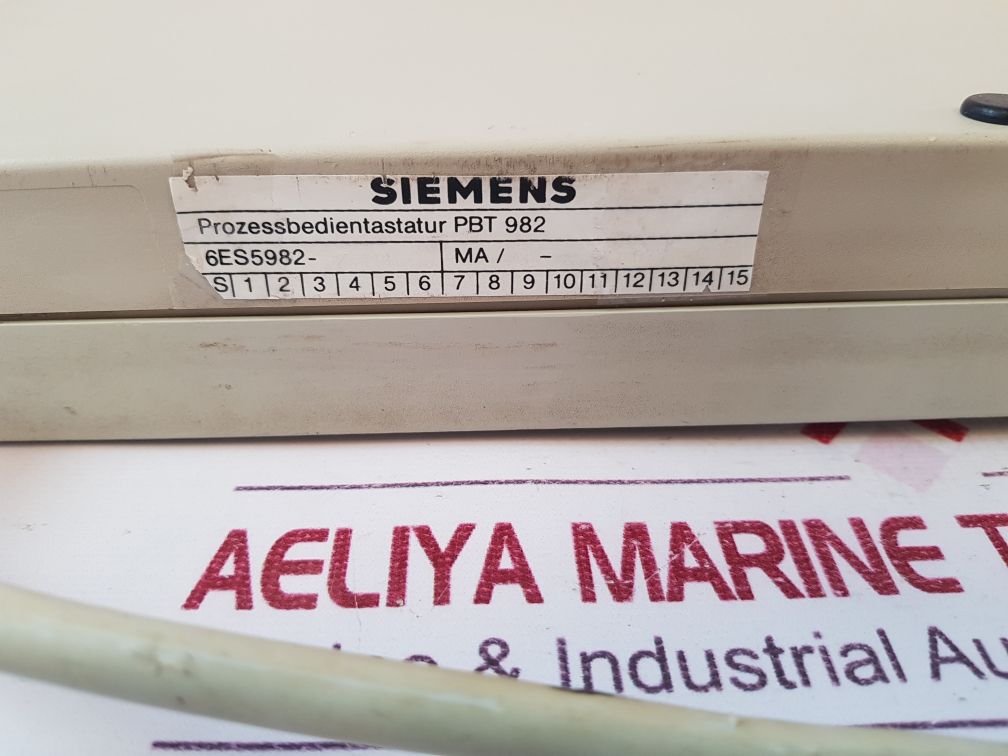 SIEMENS
Prozessbedientastatur PBT 982
6ES5982- MA / -
S 1 2 3 4 5 6 7 8 9 10 11 12 13 14 15
AELIYA MARINE
& Industrial